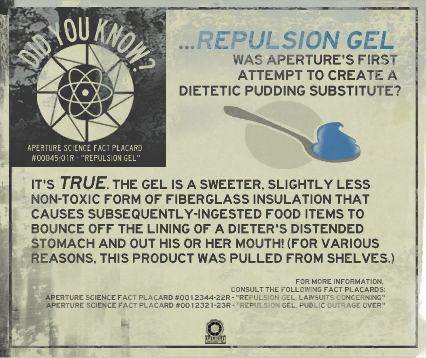 DID YOU KNOW?
APERTURE SCIENCE FACT PLACARD
#00045-01R - "REPULSION GEL"
...REPULSION GEL
WAS APERTURE'S FIRST
ATTEMPT TO CREATE A
DIETETIC PUDDING SUBSTITUTE?
IT'S TRUE. THE GEL IS A SWEETER, SLIGHTLY LESS
NON-TOXIC FORM OF FIBERGLASS INSULATION THAT
CAUSES SUBSEQUENTLY-INGESTED FOOD ITEMS TO
BOUNCE OFF THE LINING OF A DIETER'S DISTENDED
STOMACH AND OUT HIS OR HER MOUTH! (FOR VARIOUS
REASONS, THIS PRODUCT WAS PULLED FROM SHELVES.)
FOR MORE INFORMATION,
CONSULT THE FOLLOWING FACT PLACARDS:
APERTURE SCIENCE FACT PLACARD #0012344-22R - "REPULSION GEL, LAWSUITS CONCERNING"
APERTURE SCIENCE FACT PLACARD #0012321-23R - "REPULSION GEL, PUBLIC OUTRAGE OVER"
APERTURE